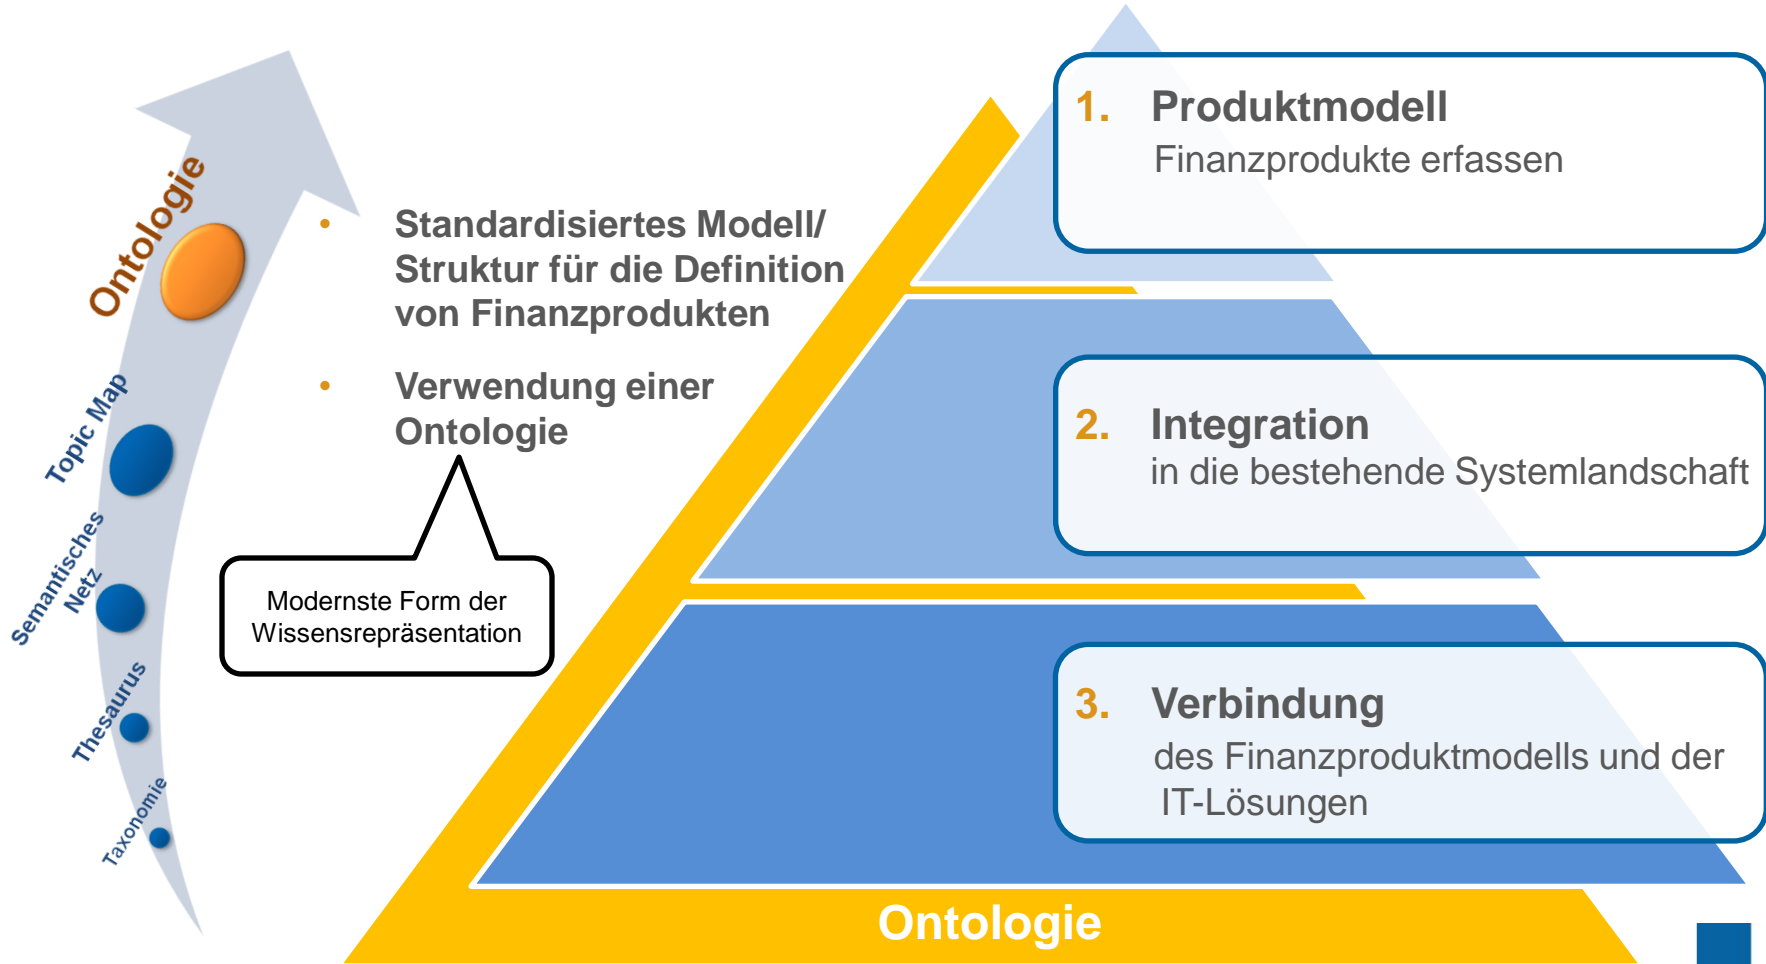 Ontologie
Topic Map
Semantisches
Netz
Thesaurus
Taxonomie
• Standardisiertes Modell/
Struktur für die Definition
von Finanzprodukten
• Verwendung einer
Ontologie
Modernste Form der
Wissensrepräsentation
1. Produktmodell
Finanzprodukte erfassen
2. Integration
in die bestehende Systemlandschaft
3. Verbindung
des Finanzproduktmodells und der
IT-Lösungen
Ontologie